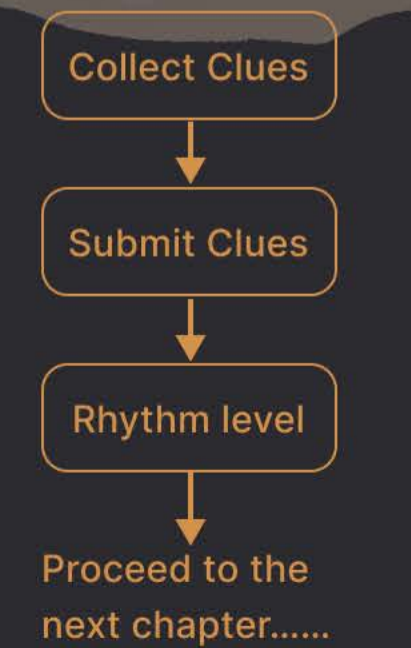 Collect Clues
Submit Clues
Rhythm level
Proceed to the
next chapter......